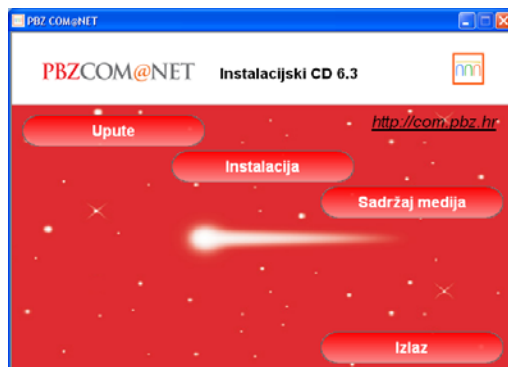 PBZ COM@NET
PBZCOM@NET Instalacijski CD 6.3
http://com.pbz.hr
Upute
Instalacija
Sadržaj medija
Izlaz